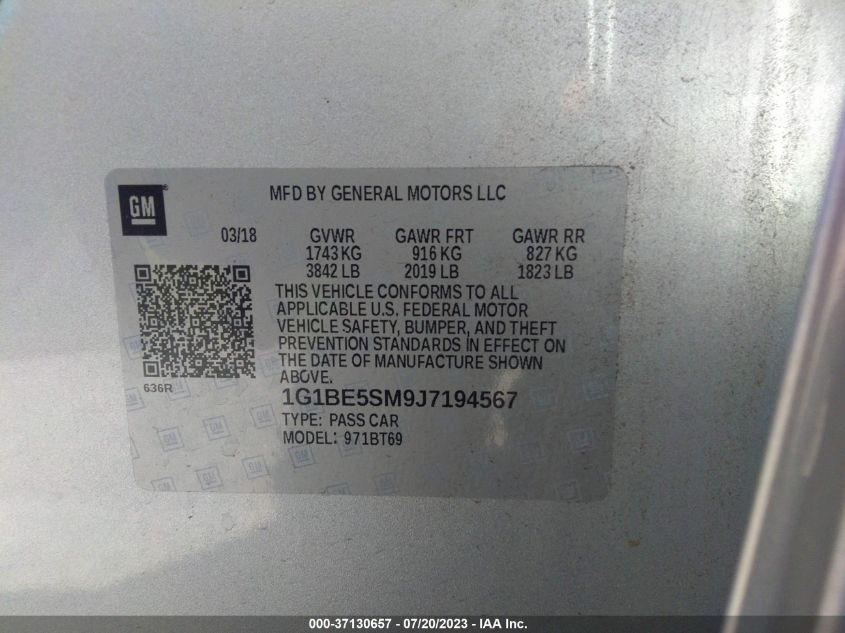 GM
MFD BY GENERAL MOTORS LLC
03/18 GVWR GAWR FRT GAWR RR
1743 KG 916 KG 827 KG
3842 LB 2019 LB 1823 LB
THIS VEHICLE CONFORMS TO ALL
APPLICABLE U.S. FEDERAL MOTOR
VEHICLE SAFETY, BUMPER, AND THEFT
PREVENTION STANDARDS IN EFFECT ON
THE DATE OF MANUFACTURE SHOWN
ABOVE.
636R
1G1BE5SM9J7194567
TYPE: PASS CAR
MODEL: 971BT69
000-37130657 - 07/20/2023 - IAA Inc.